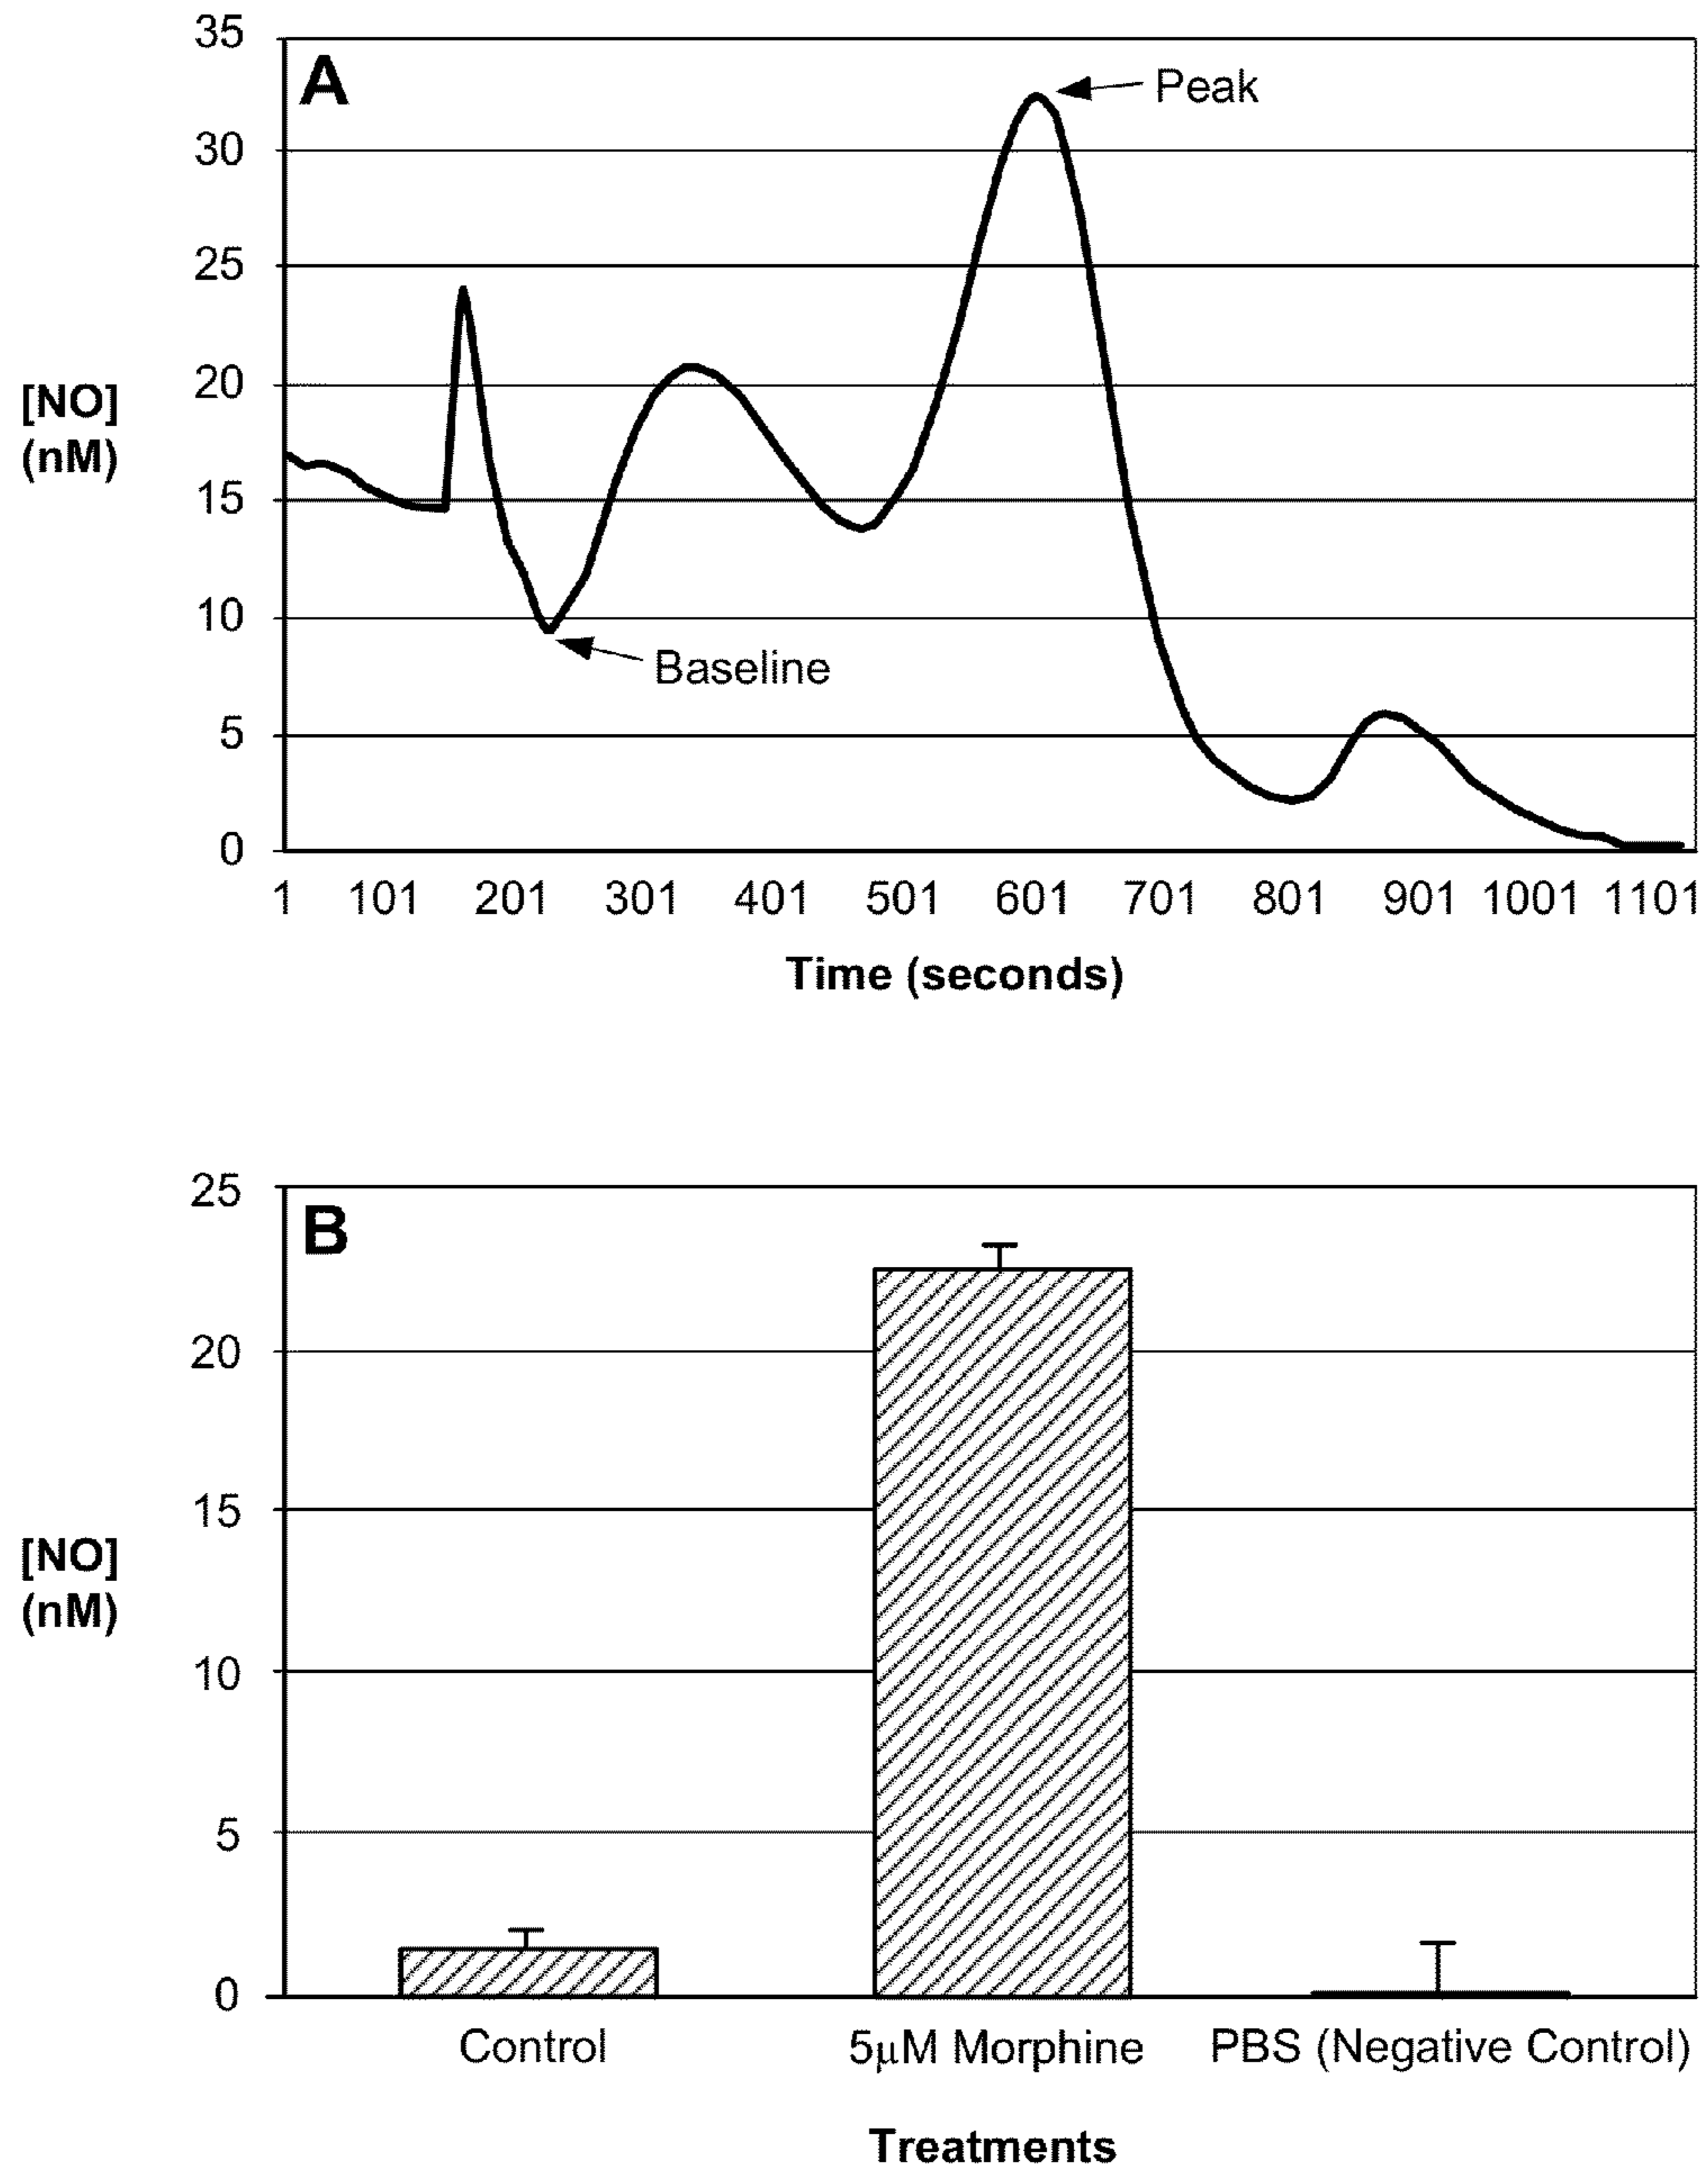 35
A
Peak
30
25
20
[NO]
(nM)
15
10
Baseline
5
0
1 101 201 301 401 501 601 701 801 901 1001 1101
Time (seconds)
25
B
20
15
[NO]
(nM)
10
5
0
Control 5μM Morphine PBS (Negative Control)
Treatments